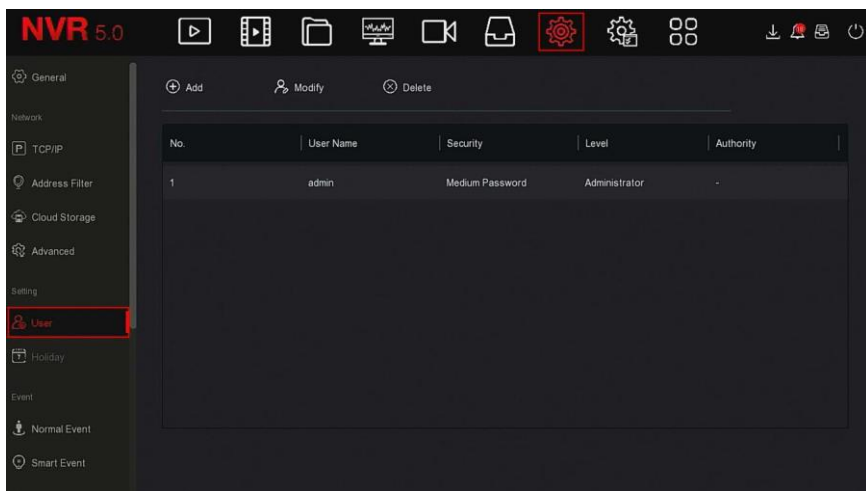 NVR 5.0
General
Add Modify Delete
Network
No. User Name Security Level Authority
TCP/IP
1 admin Medium Password Administrator -
Address Filter
Cloud Storage
Advanced
Setting
User
Holiday
Event
Normal Event
Smart Event